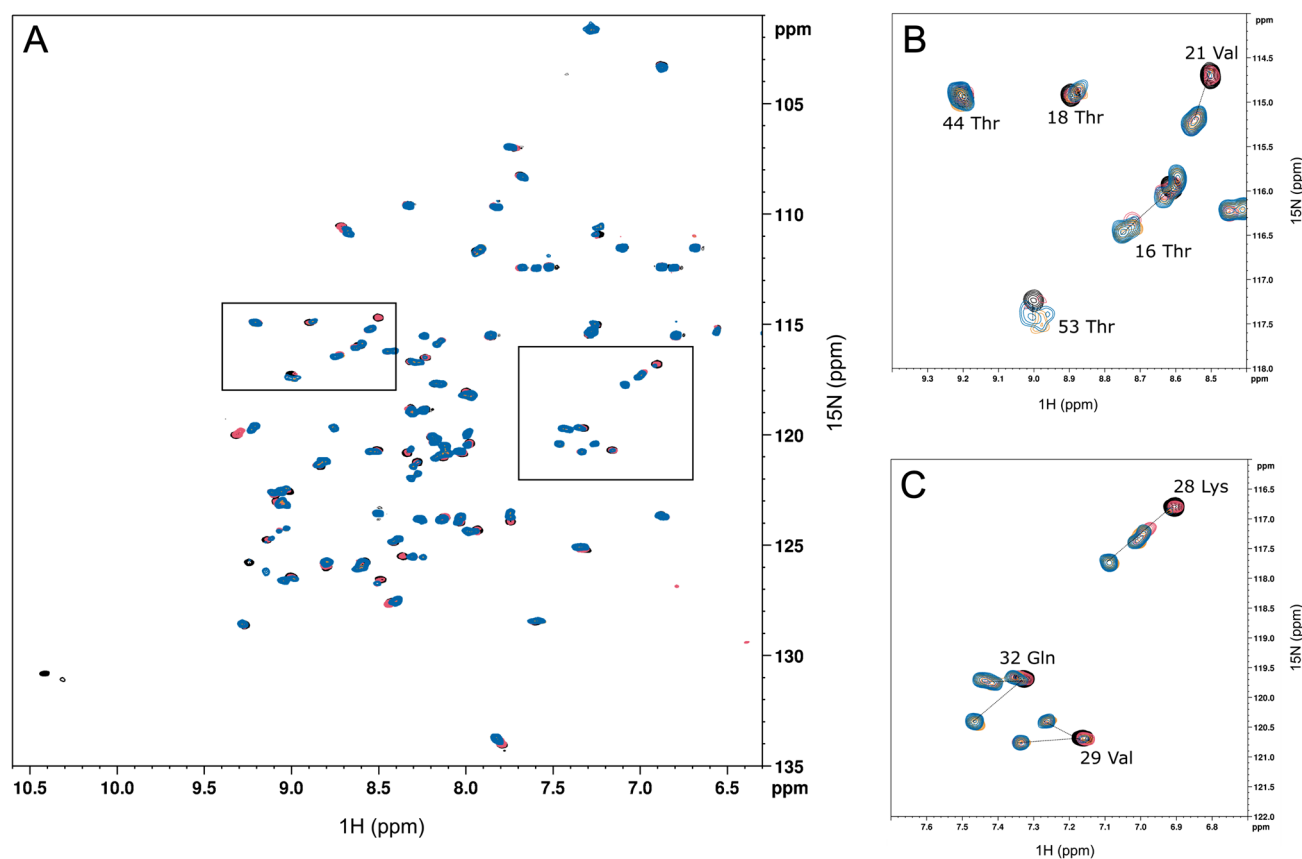 A
ppm
105
110
115
120
125
130
135
15N (ppm)
10.5 10.0 9.5 9.0 8.5 8.0 7.5 7.0 6.5 ppm
1H (ppm)
B
ppm
21 Val
114.5
44 Thr
18 Thr
115.0
115.5
116.0
16 Thr
116.5
117.0
53 Thr
117.5
118.0
15N (ppm)
9.3 9.2 9.1 9.0 8.9 8.8 8.7 8.6 8.5 ppm
1H (ppm)
C
ppm
28 Lys
116.5
117.0
117.5
118.0
118.5
119.0
32 Gln
119.5
120.0
120.5
29 Val
121.0
121.5
122.0
15N (ppm)
7.6 7.5 7.4 7.3 7.2 7.1 7.0 6.9 6.8 ppm
1H (ppm)